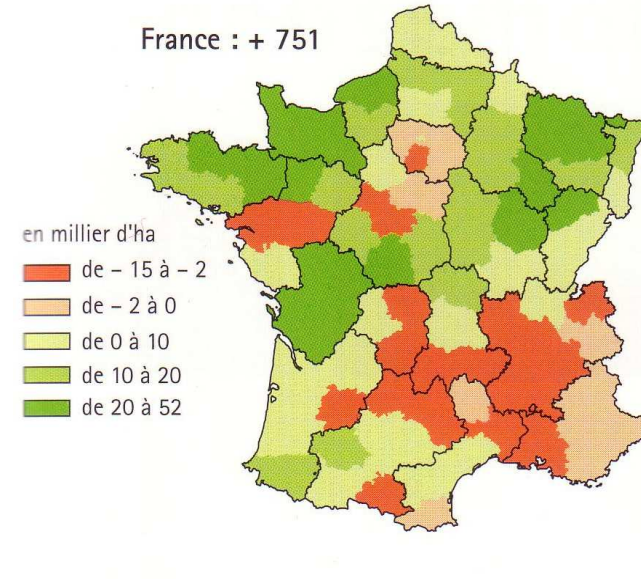 France : + 751
en millier d'ha
de – 15 à – 2
de – 2 à 0
de 0 à 10
de 10 à 20
de 20 à 52